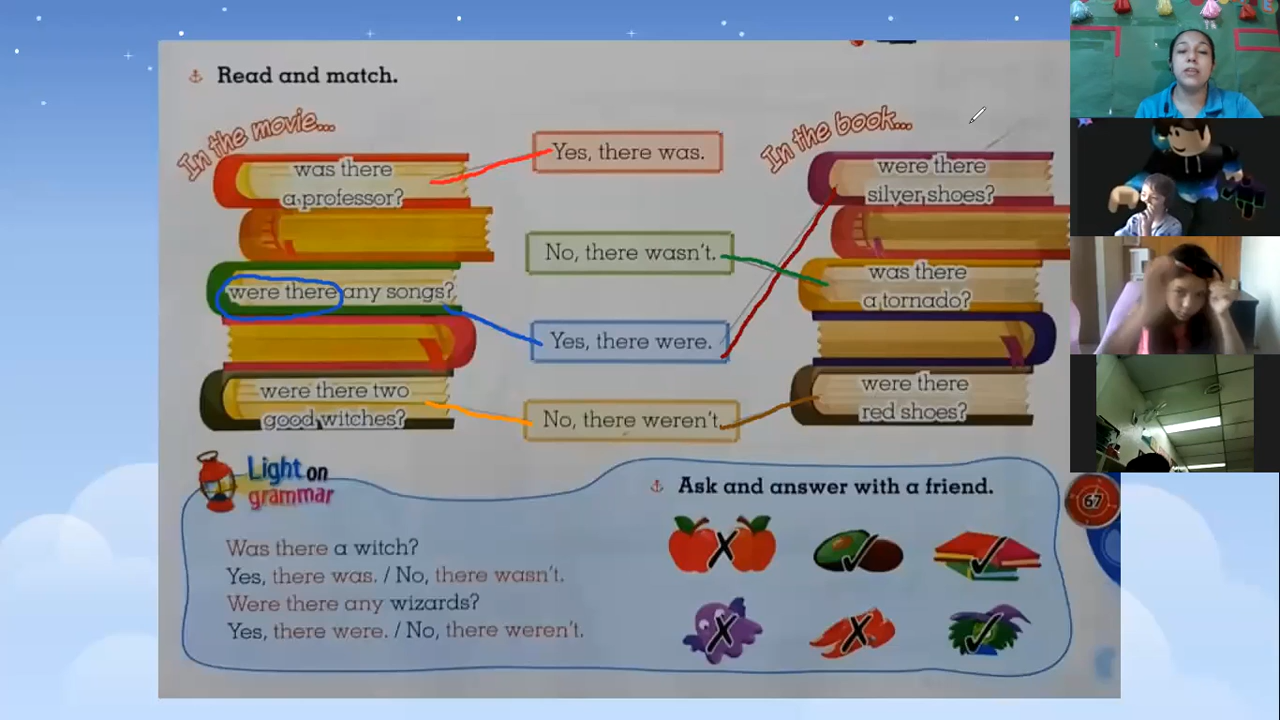 Read and match.
In the movie...
was there
a professor?
were there any songs?
were there two
good witches?
Yes, there was.
No, there wasn't.
Yes, there were.
No, there weren't.
In the book...
were there
silver shoes?
was there
a tornado?
were there
red shoes?
Light on
grammar
Was there a witch?
Yes, there was. / No, there wasn't.
Were there any wizards?
Yes, there were. / No, there weren't.
Ask and answer with a friend.
67